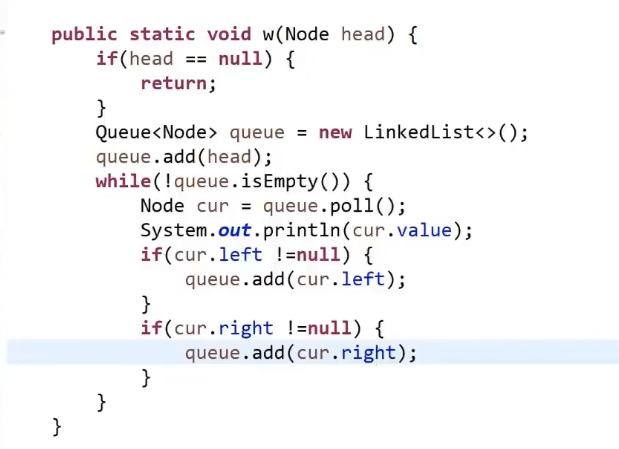 public static void w(Node head) {
if(head == null) {
return;
}
Queue<Node> queue = new LinkedList<>();
queue.add(head);
while(!queue.isEmpty()) {
Node cur = queue.poll();
System.out.println(cur.value);
if(cur.left !=null) {
queue.add(cur.left);
}
if(cur.right !=null) {
queue.add(cur.right);
}
}
}